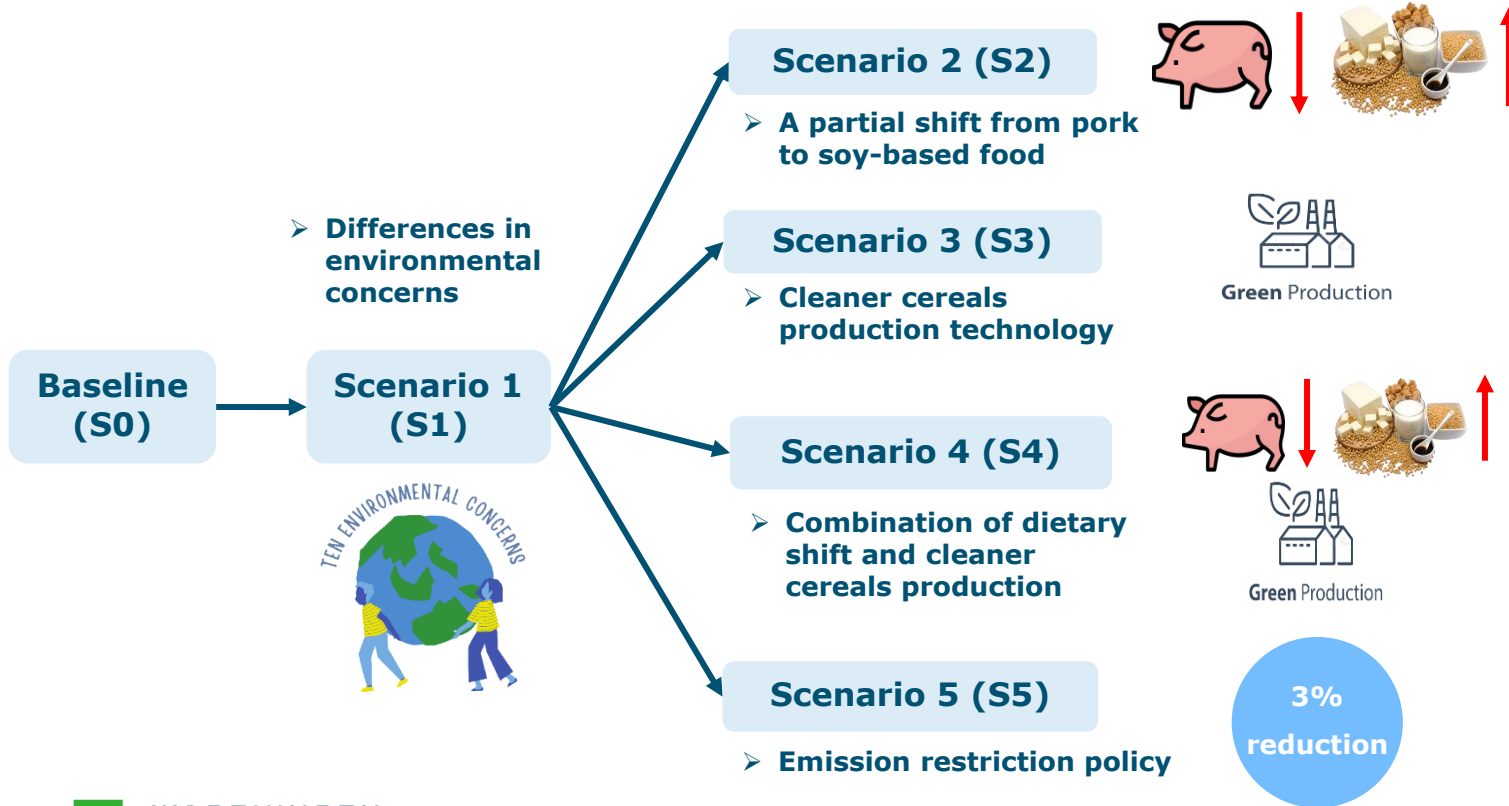 Scenario 2 (S2)
➢ A partial shift from pork
to soy-based food
➢ Differences in
environmental
concerns
Scenario 3 (S3)
➢ Cleaner cereals
production technology
Green Production
Baseline
(S0)
Scenario 1
(S1)
TEN ENVIRONMENTAL CONCERNS
Scenario 4 (S4)
➢ Combination of dietary
shift and cleaner
cereals production
Green Production
Scenario 5 (S5)
➢ Emission restriction policy
3%
reduction